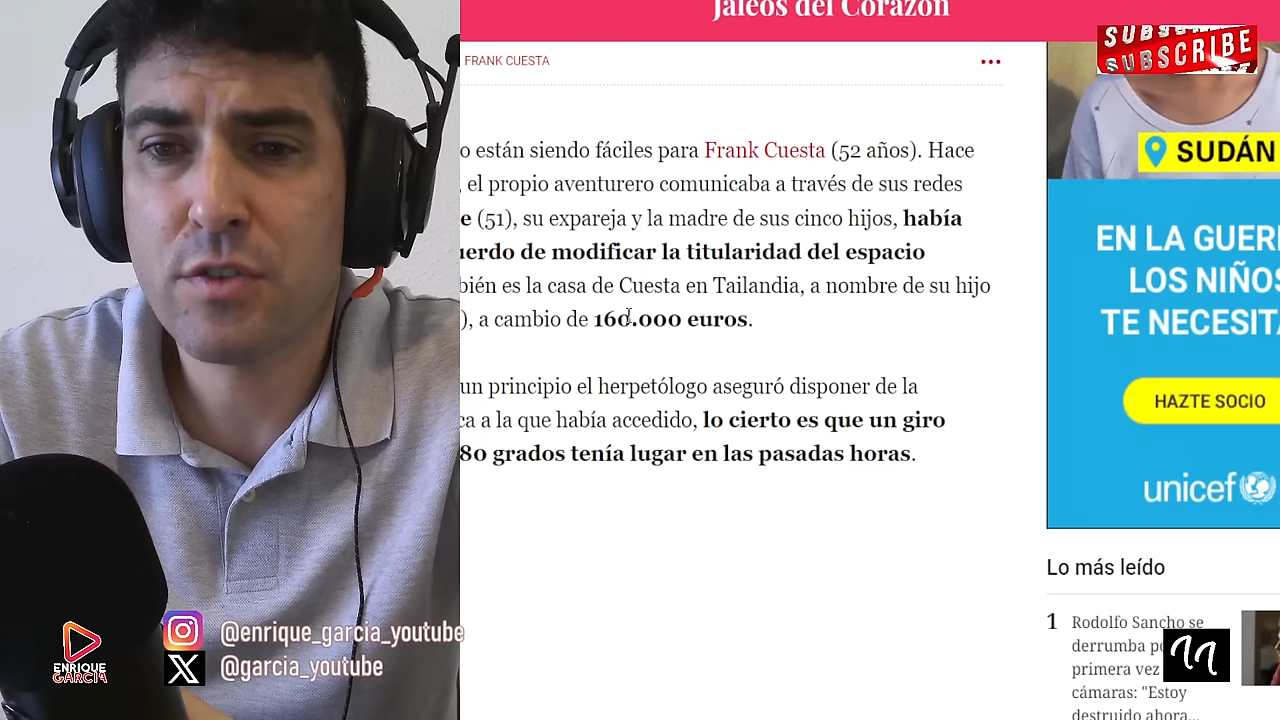 Jaleos del Corazón
SUBSCRIBE
SUBSCRIBE
FRANK CUESTA
o están siendo fáciles para Frank Cuesta (52 años). Hace
, el propio aventurero comunicaba a través de sus redes
e (51), su expareja y la madre de sus cinco hijos, había
uerdo de modificar la titularidad del espacio
bién es la casa de Cuesta en Tailandia, a nombre de su hijo
), a cambio de 160.000 euros.
un principio el herpetólogo aseguró disponer de la
ca a la que había accedido, lo cierto es que un giro
80 grados tenía lugar en las pasadas horas.
SUDÁN
EN LA GUER
LOS NIÑOS
TE NECESITA
HAZTE SOCIO
unicef
Lo más leído
1 Rodolfo Sancho se
derrumba p
primera vez
cámaras: "Estoy
destruido ahora...
ENRIQUE
GARCIA
@enrique_garcia_youtube
@garcia_youtube